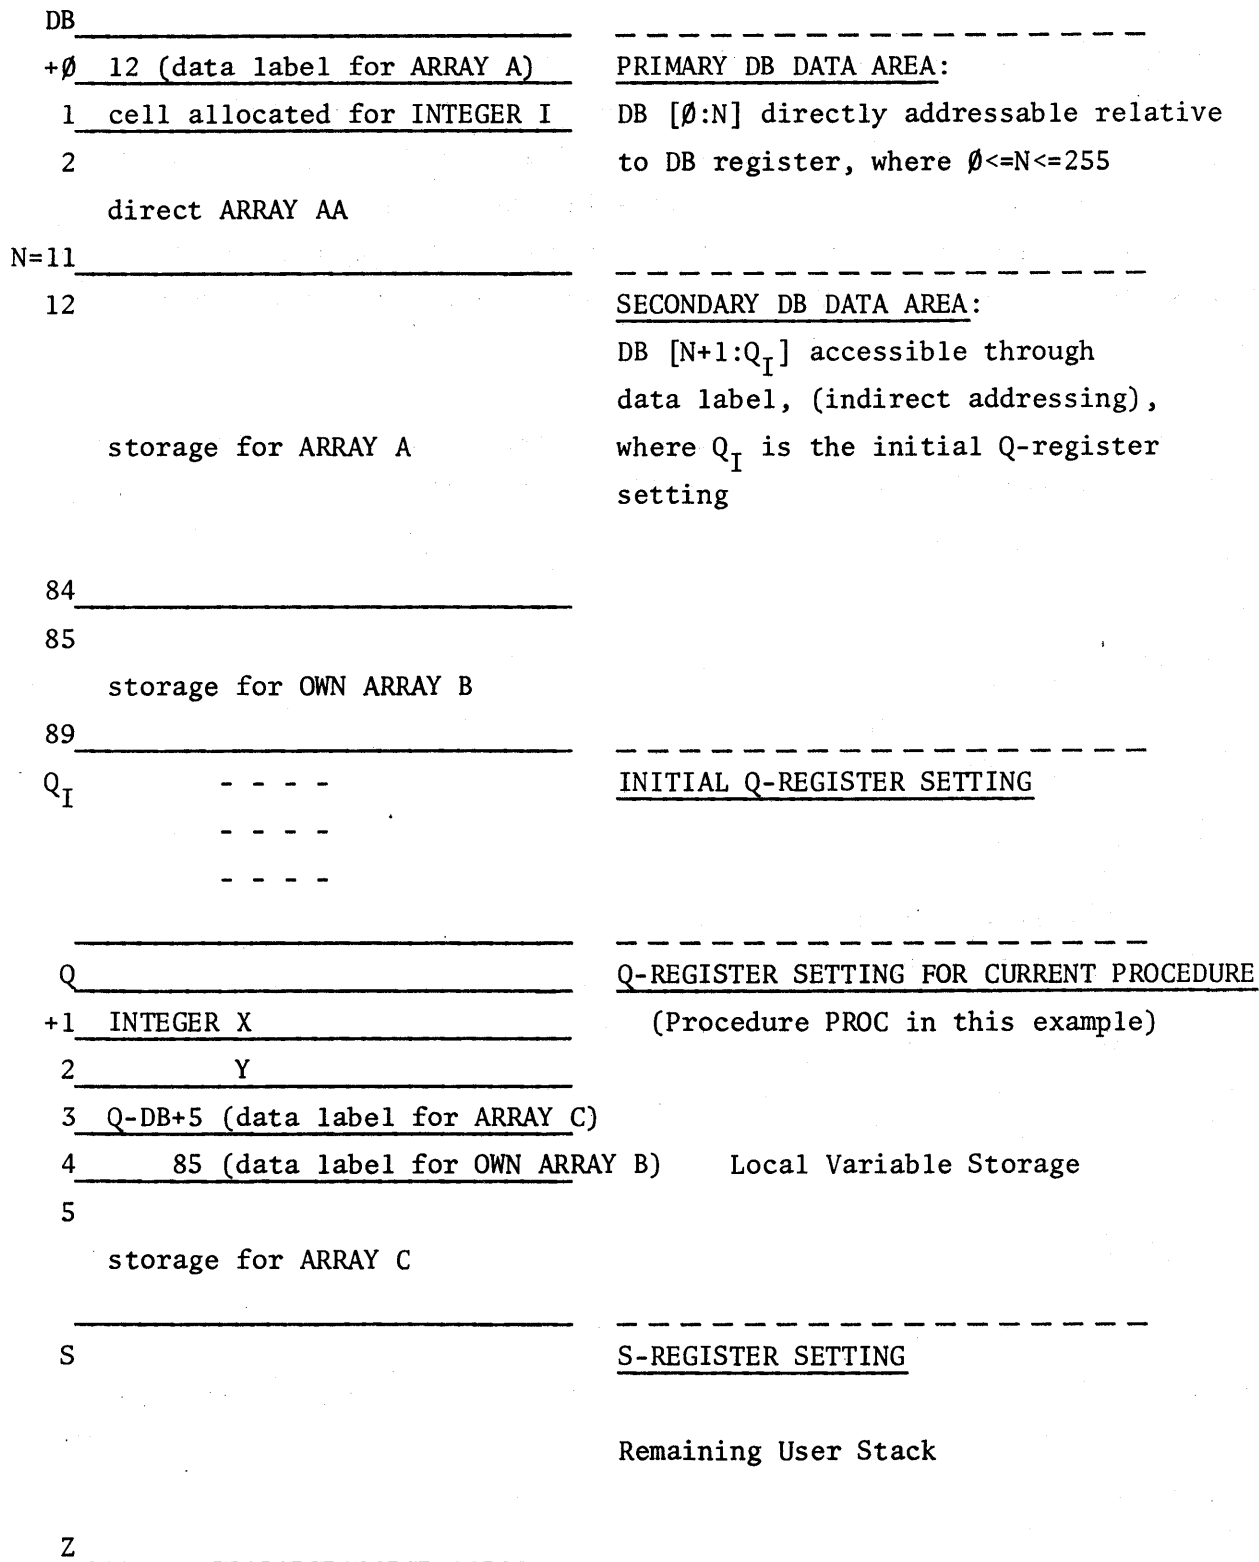 DB
+Ø 12 (data label for ARRAY A) PRIMARY DB DATA AREA:
1 cell allocated for INTEGER I DB [Ø:N] directly addressable relative
2 to DB register, where Ø<=N<=255
direct ARRAY AA
N=11
12 SECONDARY DB DATA AREA:
DB [N+1:Q_I] accessible through
data label, (indirect addressing),
storage for ARRAY A where Q_I is the initial Q-register
setting
84
85
storage for OWN ARRAY B
89
Q_I - - - - INITIAL Q-REGISTER SETTING
- - - -
- - - -
Q Q-REGISTER SETTING FOR CURRENT PROCEDURE
+1 INTEGER X (Procedure PROC in this example)
2 Y
3 Q-DB+5 (data label for ARRAY C)
4 85 (data label for OWN ARRAY B) Local Variable Storage
5
storage for ARRAY C
S S-REGISTER SETTING
Remaining User Stack
Z